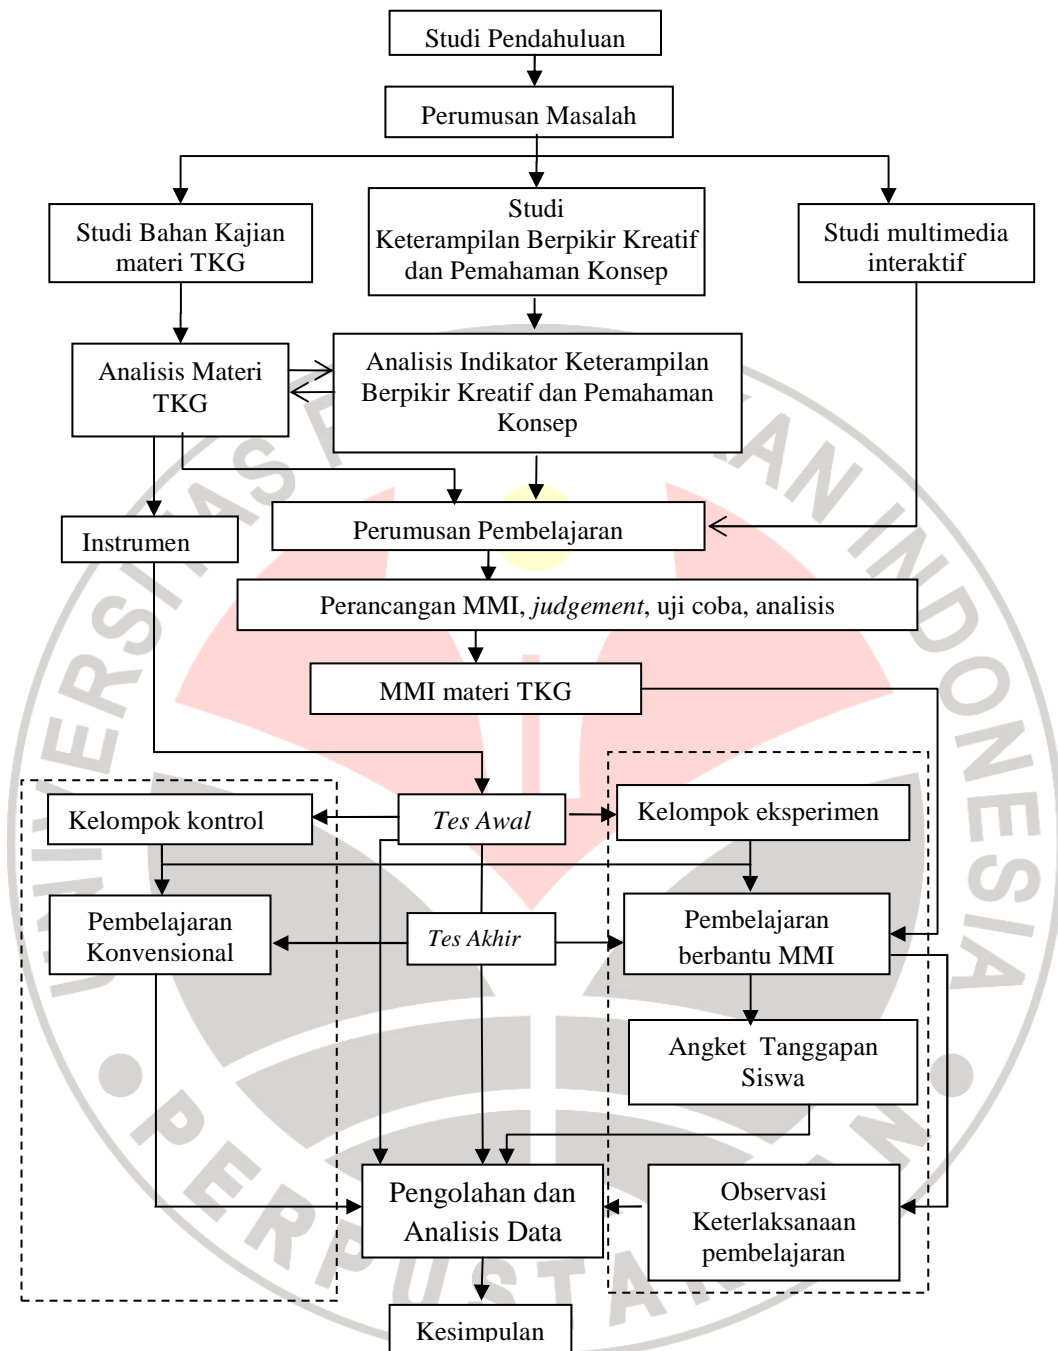 Studi Pendahuluan
Perumusan Masalah
Studi Bahan Kajian
materi TKG
Studi
Keterampilan Berpikir Kreatif
dan Pemahaman Konsep
Studi multimedia
interaktif
Analisis Materi
TKG
Analisis Indikator Keterampilan
Berpikir Kreatif dan Pemahaman
Konsep
Instrumen
Perumusan Pembelajaran
Perancangan MMI, judgement, uji coba, analisis
MMI materi TKG
Kelompok kontrol
Tes Awal
Kelompok eksperimen
Pembelajaran
Konvensional
Tes Akhir
Pembelajaran
berbantu MMI
Angket Tanggapan
Siswa
Pengolahan dan
Analisis Data
Observasi
Keterlaksanaan
pembelajaran
Kesimpulan